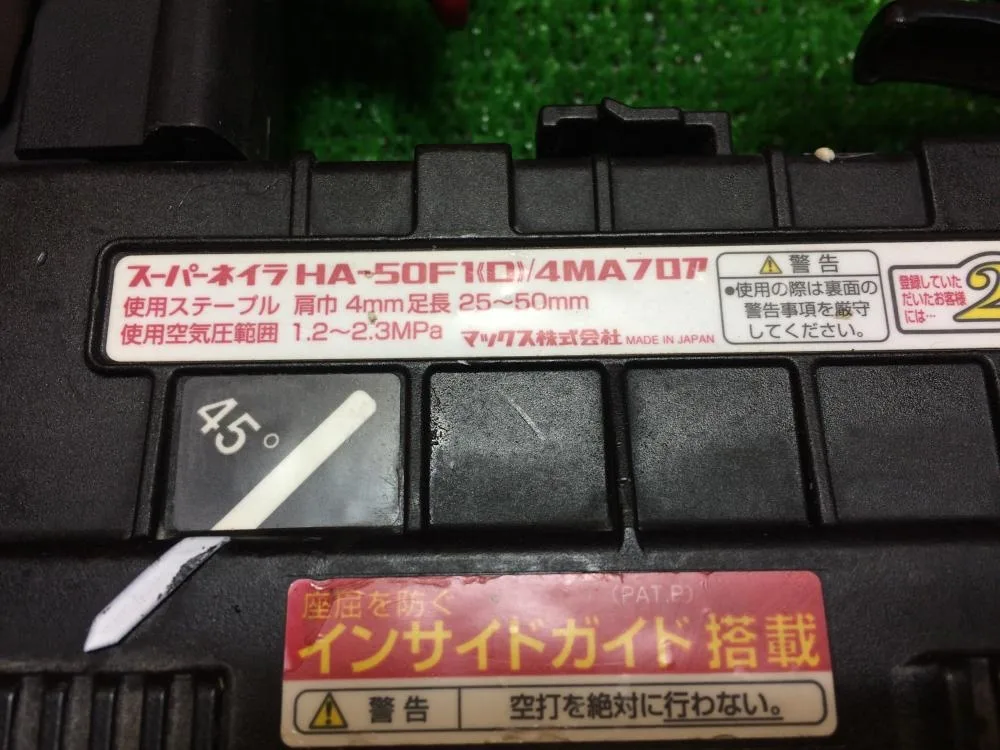 スーパーネイラ HA-50F1(D)/4MAフロア
使用ステープル 肩巾 4mm 足長 25～50mm
使用空気圧範囲 1.2～2.3MPa マックス株式会社 MADE IN JAPAN
警告
●使用の際は裏面の
警告事項を厳守
してください。
登録していた
だいたお客様
には…
2
45°
座屈を防ぐ (PAT.P)
インサイドガイド 搭載
警告 空打を絶対に行わない。